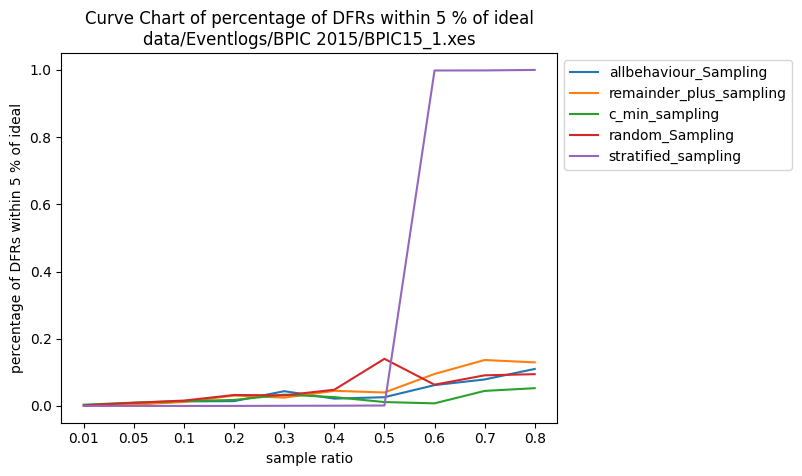 Curve Chart of percentage of DFRs within 5 % of ideal
data/Eventlogs/BPIC 2015/BPIC15_1.xes
percentage of DFRs within 5 % of ideal
1.0
0.8
0.6
0.4
0.2
0.0
0.01 0.05 0.1 0.2 0.3 0.4 0.5 0.6 0.7 0.8
sample ratio
allbehaviour_Sampling
remainder_plus_sampling
c_min_sampling
random_Sampling
stratified_sampling